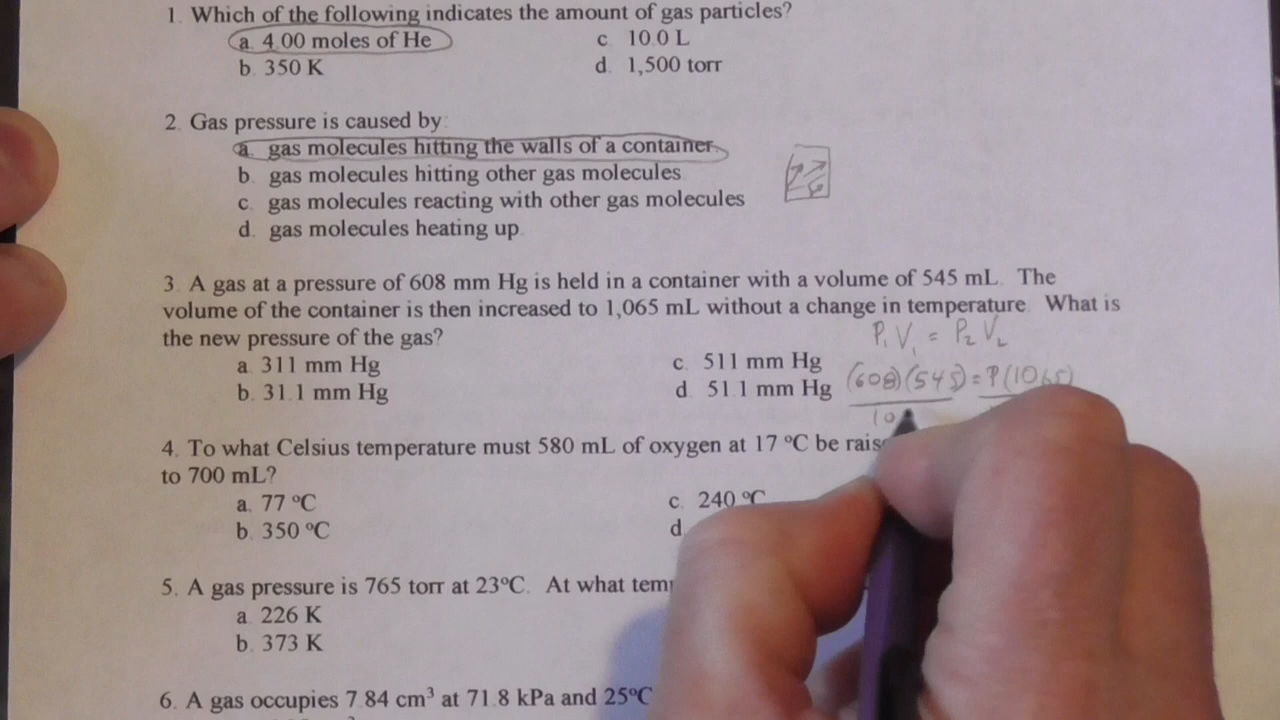 1. Which of the following indicates the amount of gas particles?
a. 4.00 moles of He
c. 10.0 L
b. 350 K
d. 1,500 torr
2. Gas pressure is caused by:
a. gas molecules hitting the walls of a container.
b. gas molecules hitting other gas molecules.
c. gas molecules reacting with other gas molecules
d. gas molecules heating up.
3. A gas at a pressure of 608 mm Hg is held in a container with a volume of 545 mL. The
volume of the container is then increased to 1,065 mL without a change in temperature. What is
the new pressure of the gas?
P₁V₁ = P₂V₂
a. 311 mm Hg
c. 511 mm Hg
b. 31.1 mm Hg
d. 51.1 mm Hg
(608)(545) = P(1065)
10
4. To what Celsius temperature must 580 mL of oxygen at 17 ºC be
to 700 mL?
a. 77 ºC
c. 240 ºC
b. 350 ºC
d.
5. A gas pressure is 765 torr at 23ºC. At what
a. 226 K
b. 373 K
6. A gas occupies 7.84 cm³ at 71.8 kPa and 25ºC